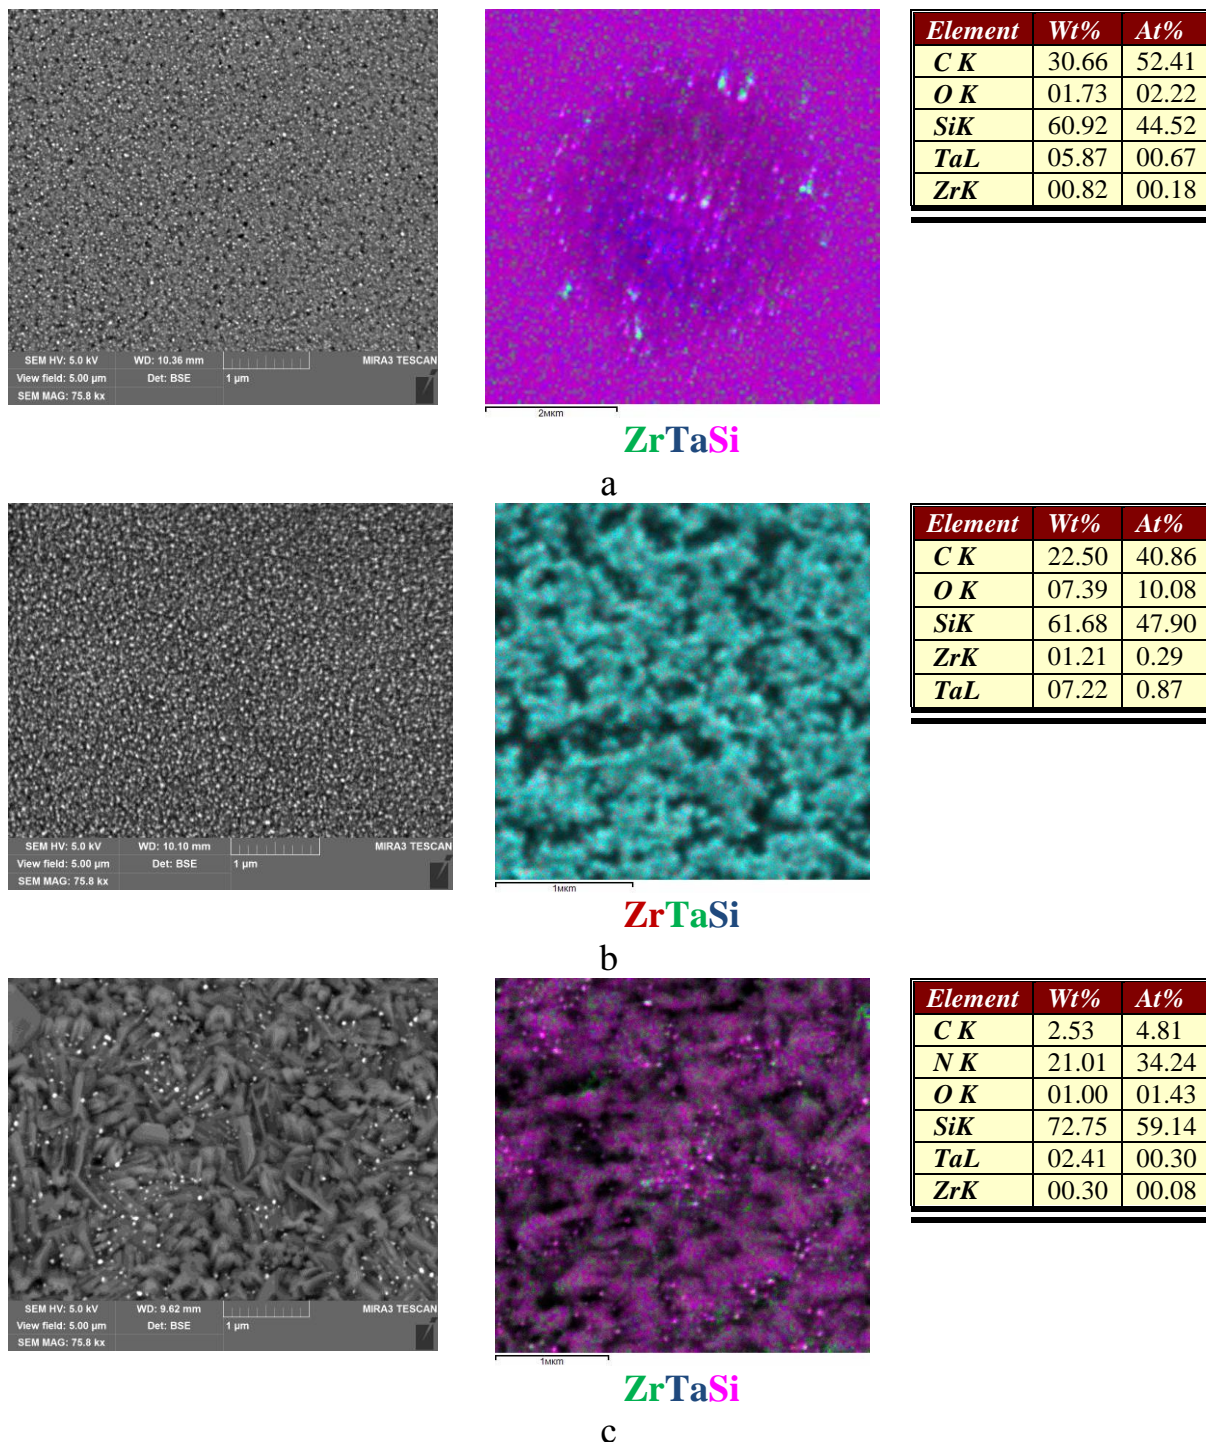 SEM HV: 5.0 kV WD: 10.36 mm MIRA3 TESCAN
View field: 5.00 µm Det: BSE 1 µm
SEM MAG: 75.8 kx
2мкm
ZrTaSi
Element Wt% At%
C K 30.66 52.41
O K 01.73 02.22
SiK 60.92 44.52
TaL 05.87 00.67
ZrK 00.82 00.18
a
SEM HV: 5.0 kV WD: 10.10 mm MIRA3 TESCAN
View field: 5.00 µm Det: BSE 1 µm
SEM MAG: 75.8 kx
1мкm
ZrTaSi
Element Wt% At%
C K 22.50 40.86
O K 07.39 10.08
SiK 61.68 47.90
ZrK 01.21 0.29
TaL 07.22 0.87
b
SEM HV: 5.0 kV WD: 9.62 mm MIRA3 TESCAN
View field: 5.00 µm Det: BSE 1 µm
SEM MAG: 75.8 kx
1мкm
ZrTaSi
Element Wt% At%
C K 2.53 4.81
N K 21.01 34.24
O K 01.00 01.43
SiK 72.75 59.14
TaL 02.41 00.30
ZrK 00.30 00.08
c